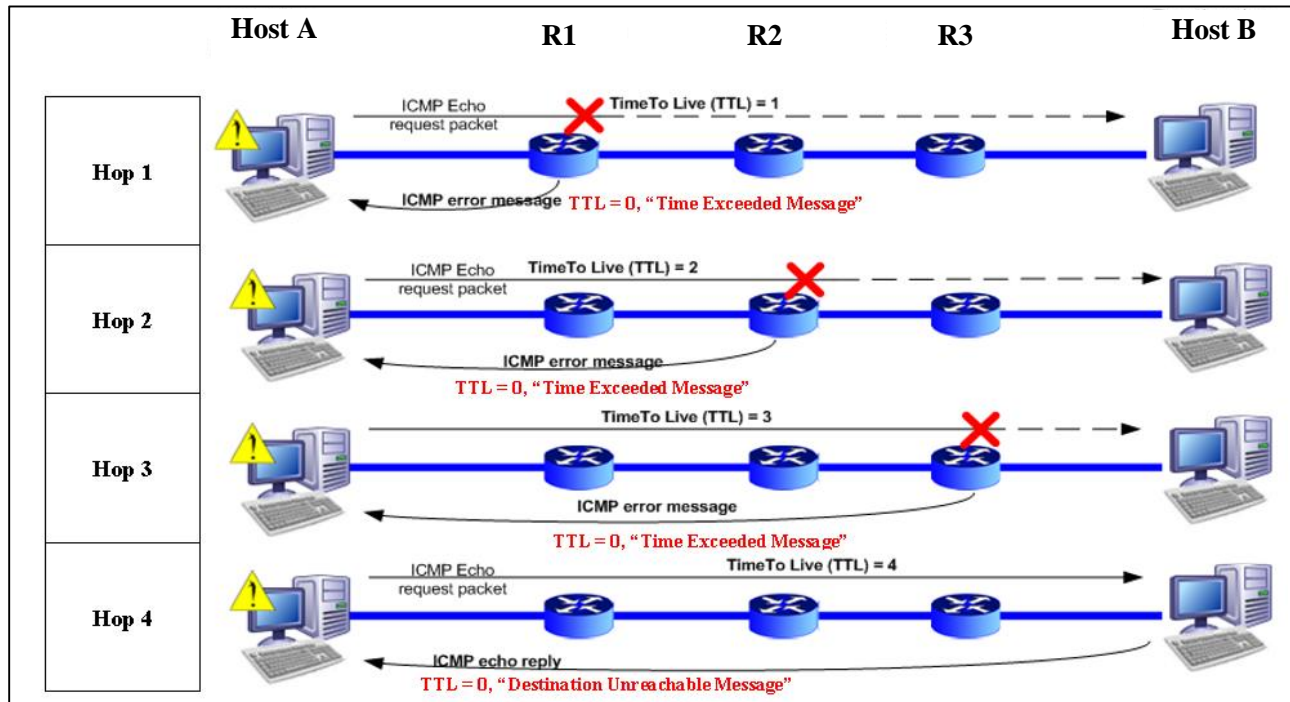 Host A R1 R2 R3 Host B
Hop 1
ICMP Echo
request packet
TimeTo Live (TTL) = 1
ICMP error message
TTL = 0, “Time Exceeded Message”
Hop 2
ICMP Echo
request packet
TimeTo Live (TTL) = 2
ICMP error message
TTL = 0, “Time Exceeded Message”
Hop 3
TimeTo Live (TTL) = 3
ICMP error message
TTL = 0, “Time Exceeded Message”
Hop 4
ICMP Echo
request packet
TimeTo Live (TTL) = 4
ICMP echo reply
TTL = 0, “Destination Unreachable Message”